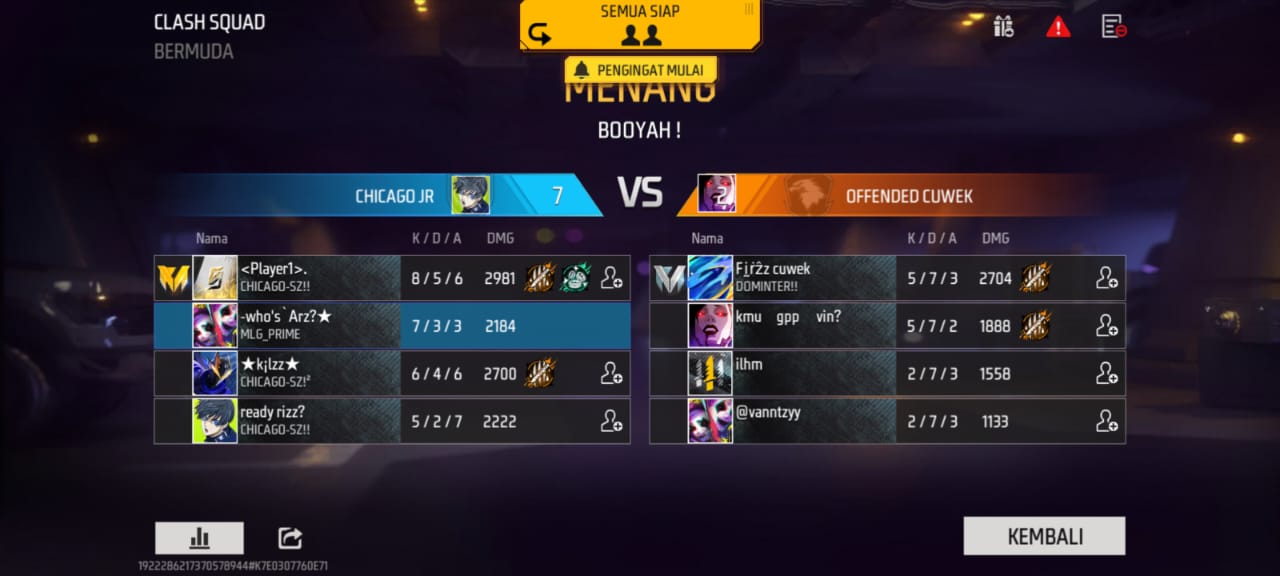 CLASH SQUAD
BERMUDA
SEMUA SIAP
PENGINGAT MULAI
MENANG
BOOYAH !
CHICAGO JR 7 VS 2 OFFENDED CUWEK
Nama K / D / A DMG
<Player1>. 8 / 5 / 6 2981
CHICAGO-SZ!!
-who's`Arz?★ 7 / 3 / 3 2184
MLG_PRIME
★k¡lzz★ 6 / 4 / 6 2700
CHICAGO-SZ!²
ready rizz? 5 / 2 / 7 2222
CHICAGO-SZ!!
Nama K / D / A DMG
cuwek 5 / 7 / 3 2704
DOMINTER!!
kmu gpp vin? 5 / 7 / 2 1888
ilhm 2 / 7 / 3 1558
@vanntzyy 2 / 7 / 3 1133
KEMBALI
1922286217370578944#K7E0307760E71